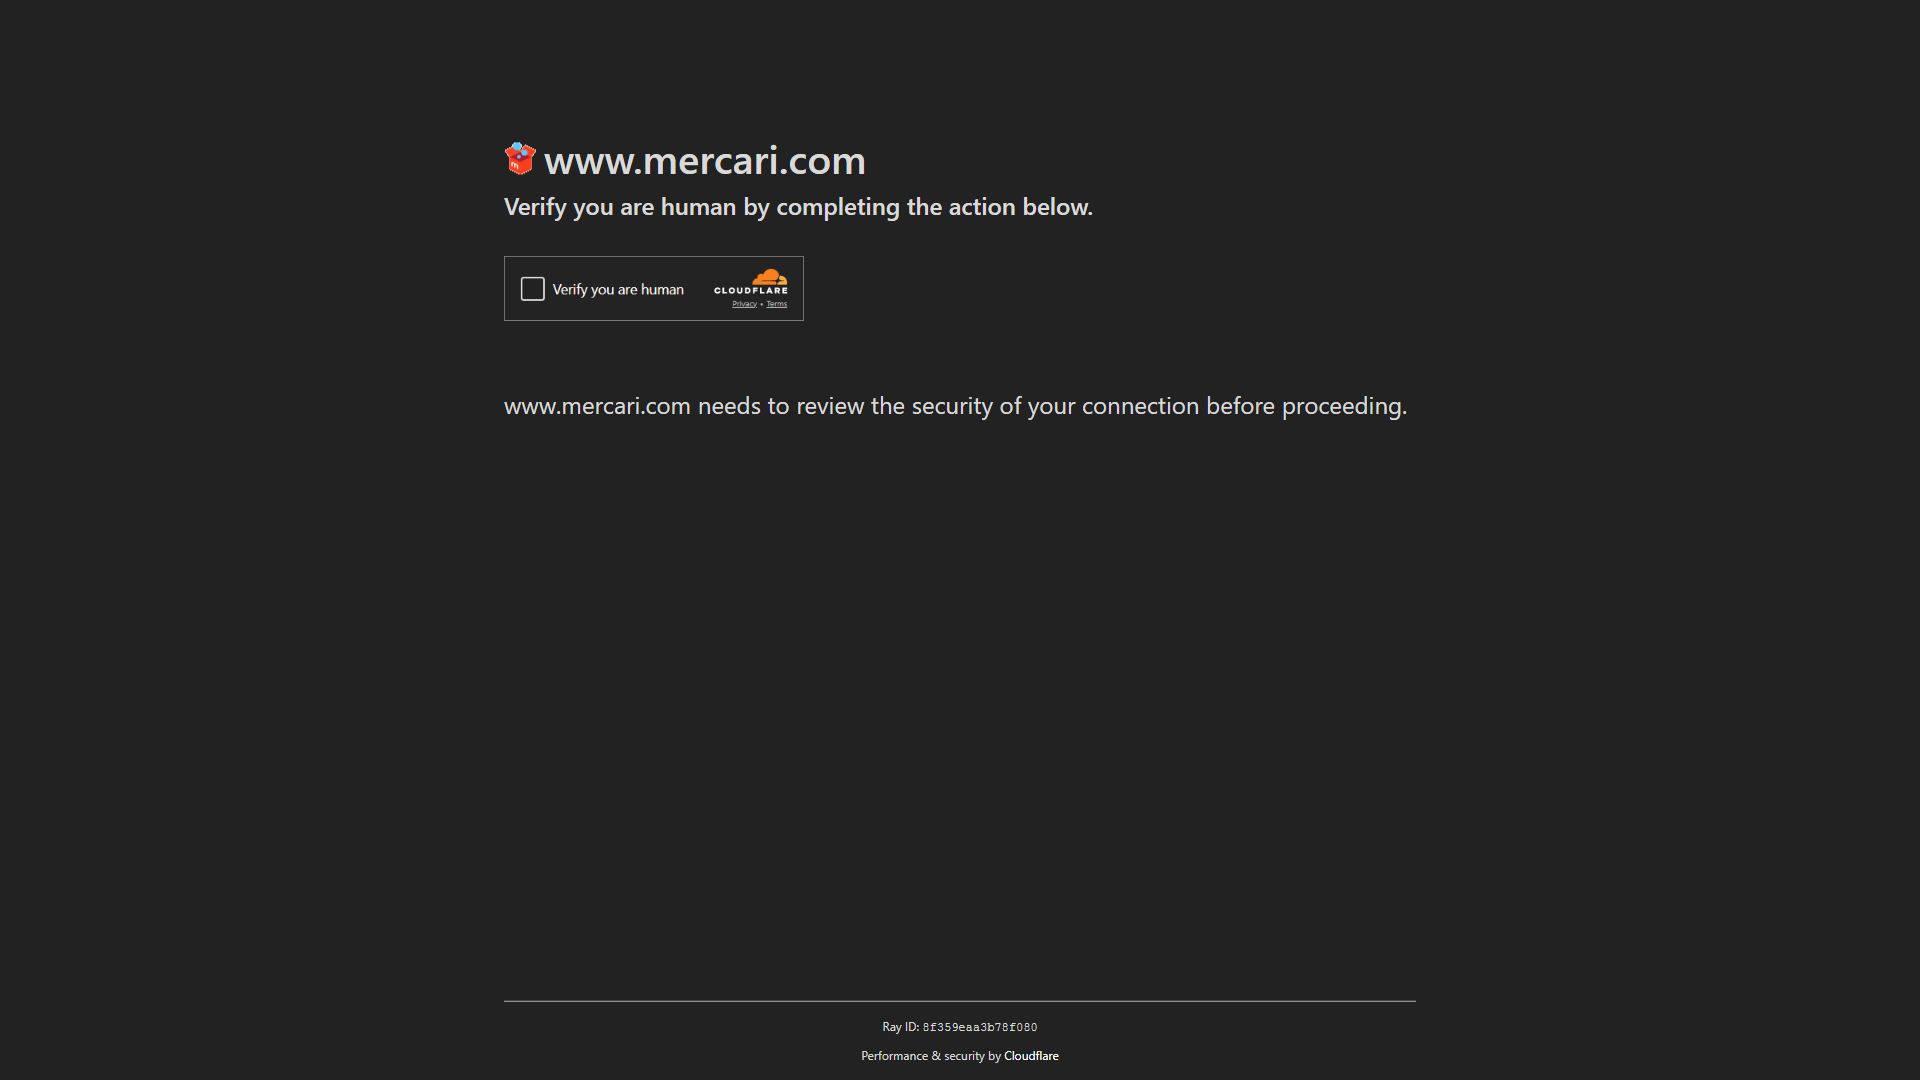 www.mercari.com
Verify you are human by completing the action below.
Verify you are human
CLOUDFLARE
Privacy • Terms
www.mercari.com needs to review the security of your connection before proceeding.
Ray ID: 8f359eaa3b78f080
Performance & security by Cloudflare